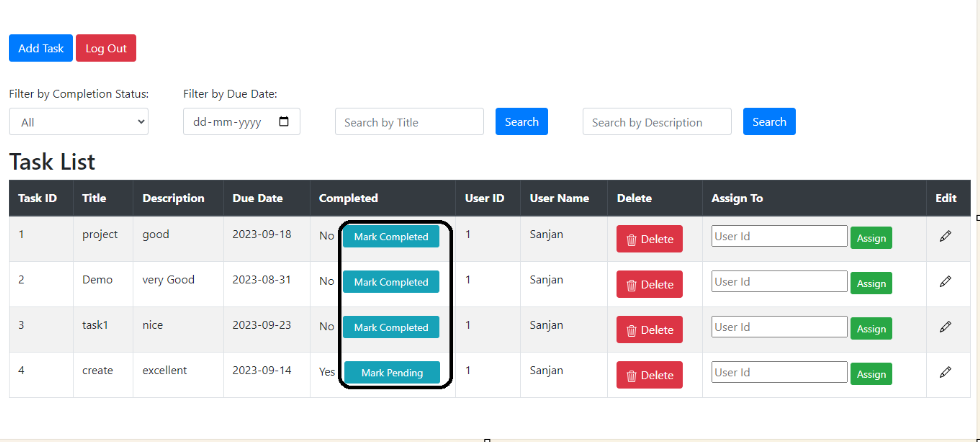 Add Task Log Out
Filter by Completion Status: Filter by Due Date:
All dd-mm-yyyy Search by Title Search Search by Description Search
Task List
Task ID Title Description Due Date Completed User ID User Name Delete Assign To Edit
1 project good 2023-09-18 No Mark Completed 1 Sanjan Delete User Id Assign
2 Demo very Good 2023-08-31 No Mark Completed 1 Sanjan Delete User Id Assign
3 task1 nice 2023-09-23 No Mark Completed 1 Sanjan Delete User Id Assign
4 create excellent 2023-09-14 Yes Mark Pending 1 Sanjan Delete User Id Assign